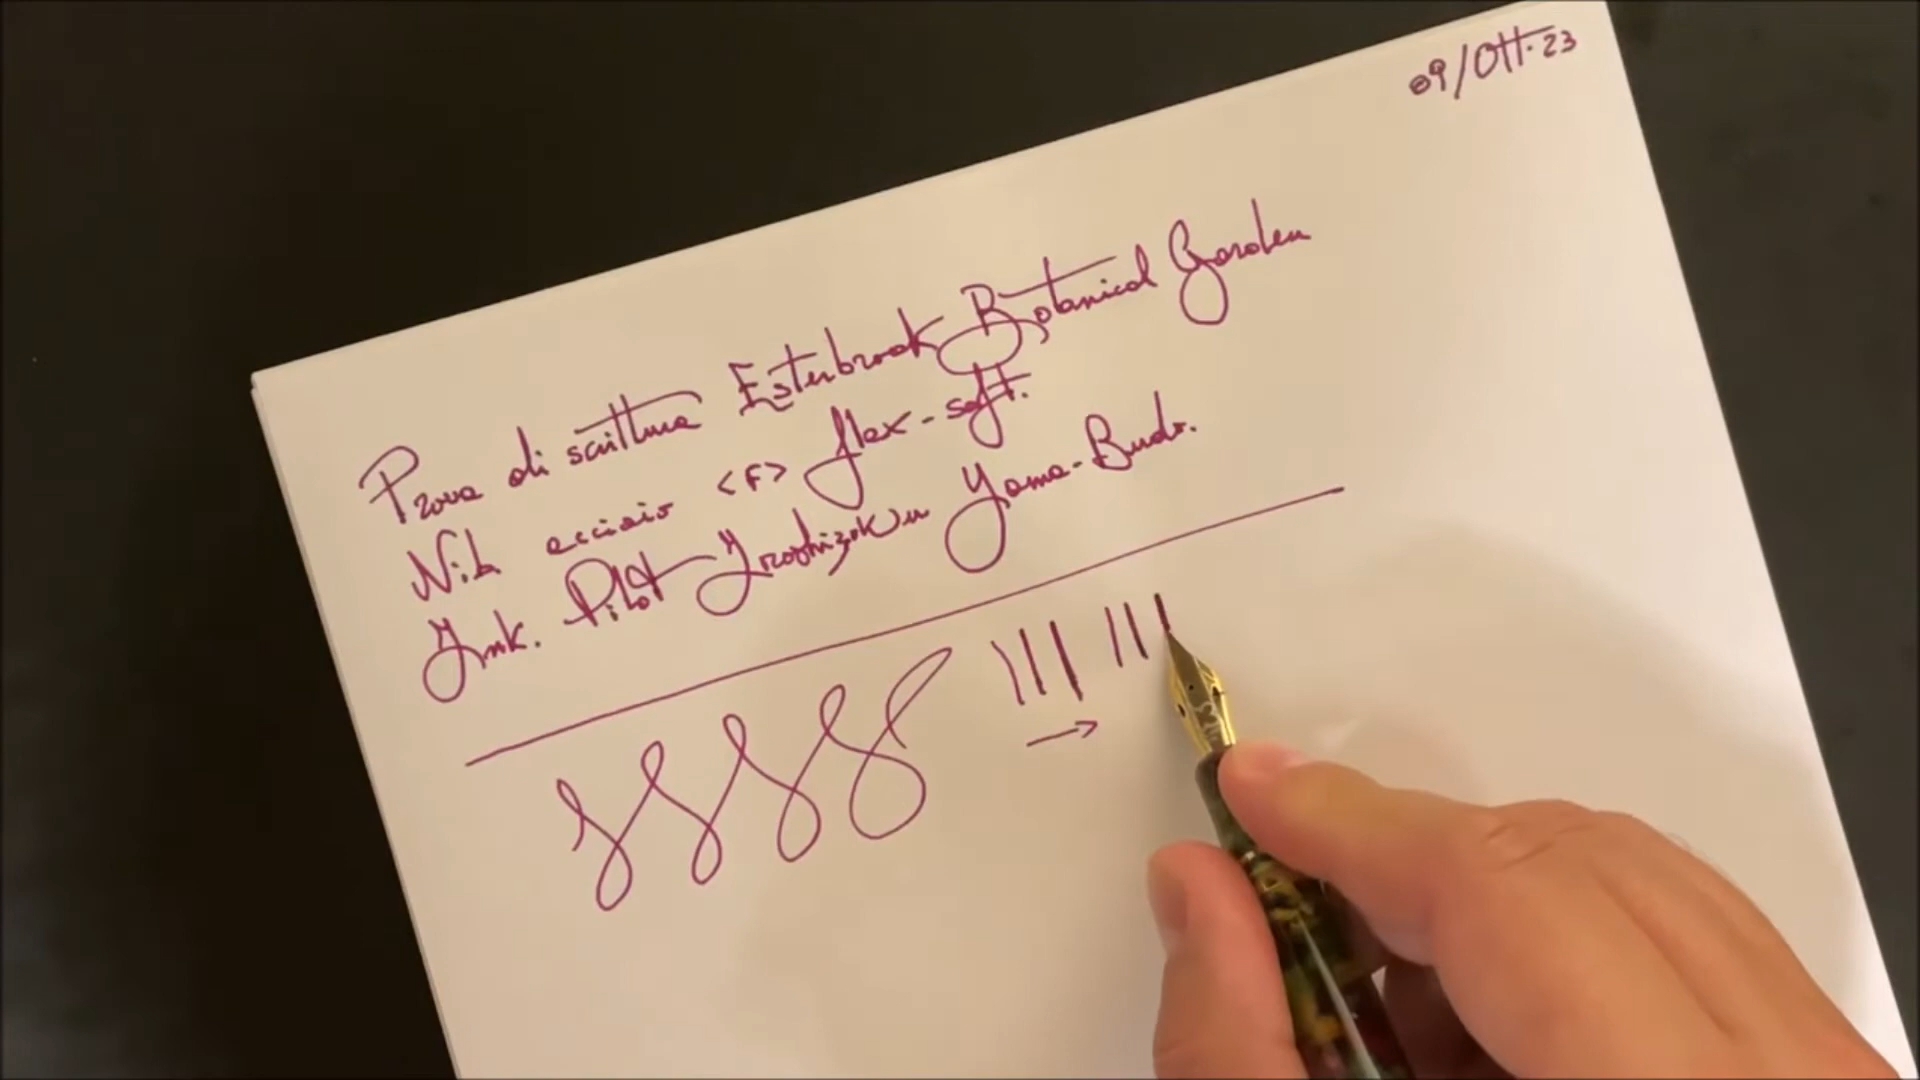 09/Ott.23
Prova di scrittura Esterbrook Botanical Garden
Nib acciaio <F> flex-soft.
Ink. Pilot Iroshizuku Yama-Budo.